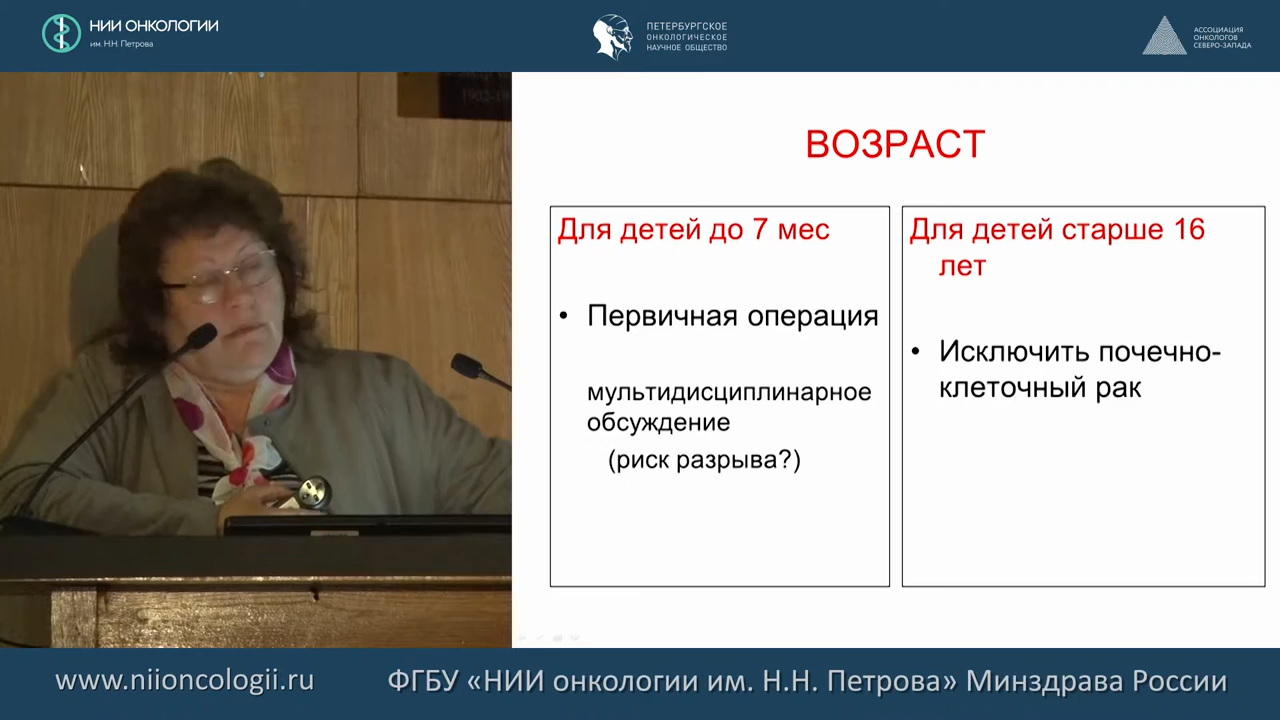 НИИ ОНКОЛОГИИ
им. Н.Н. Петрова
ПЕТЕРБУРГСКОЕ
ОНКОЛОГИЧЕСКОЕ
НАУЧНОЕ ОБЩЕСТВО
АССОЦИАЦИЯ
ОНКОЛОГОВ
СЕВЕРО-ЗАПАДА
ВОЗРАСТ
Для детей до 7 мес
• Первичная операция
мультидисциплинарное
обсуждение
(риск разрыва?)
Для детей старше 16
лет
• Исключить почечно-
клеточный рак
www.niioncologii.ru
ФГБУ «НИИ онкологии им. Н.Н. Петрова» Минздрава России